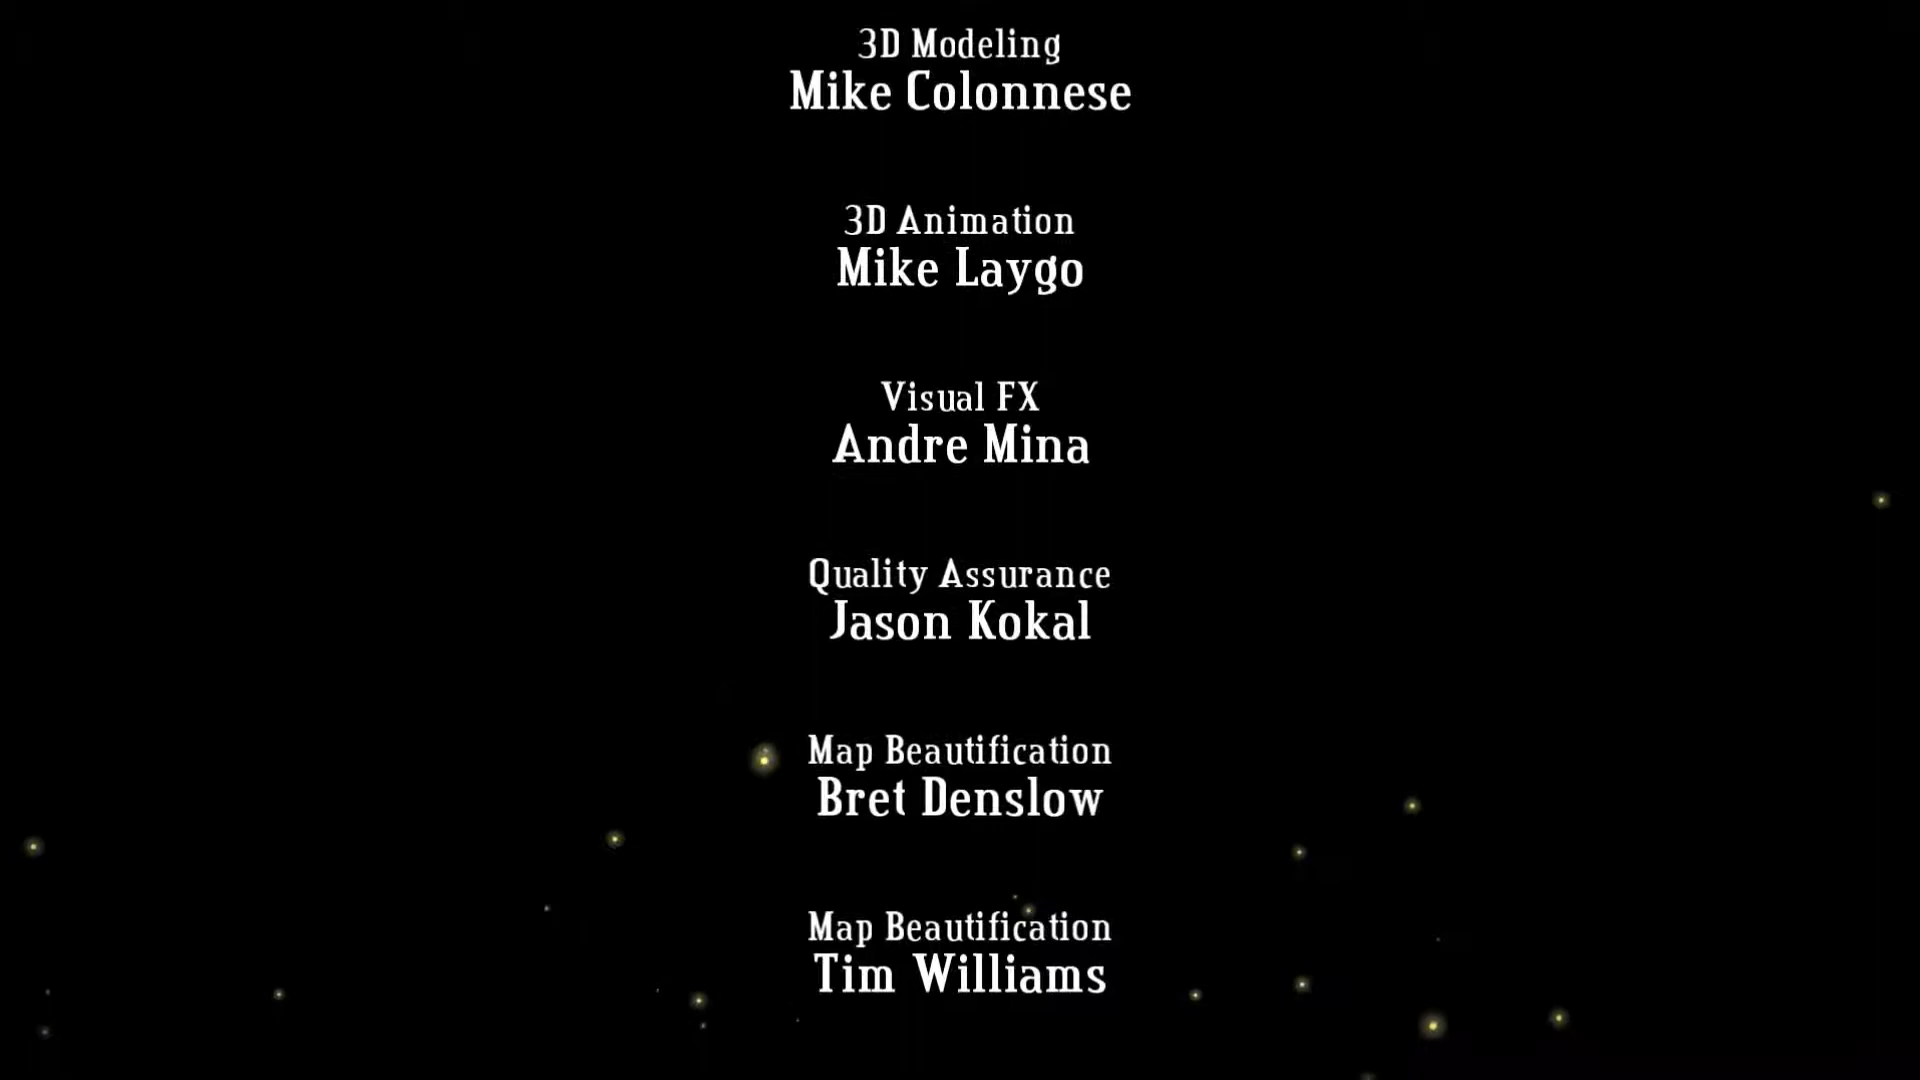 3D Modeling
Mike Colonnese
3D Animation
Mike Laygo
Visual FX
Andre Mina
Quality Assurance
Jason Kokal
Map Beautification
Bret Denslow
Map Beautification
Tim Williams